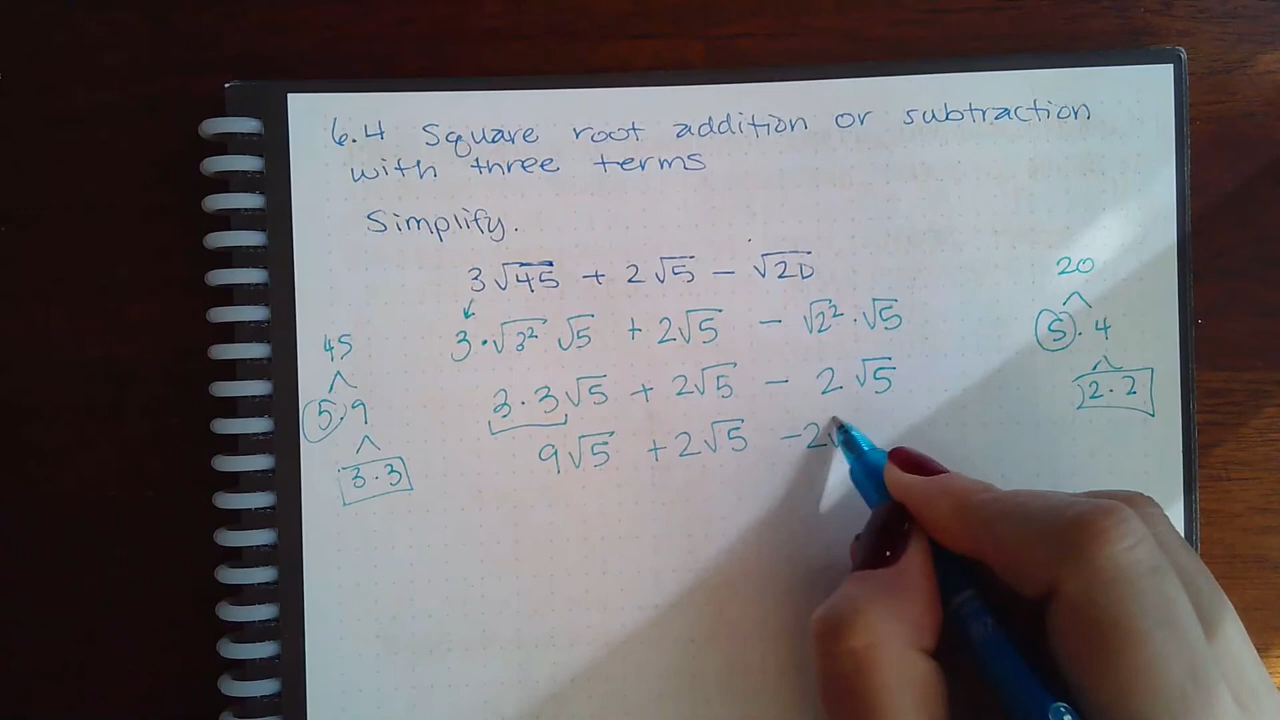 6.4 Square root addition or subtraction
with three terms
Simplify.
3√45 + 2√5 − √20
3·√3² √5 + 2√5 − √2²·√5
3·3√5 + 2√5 − 2√5
9√5 + 2√5 −2√
45
5·9
3·3
20
5·4
2·2